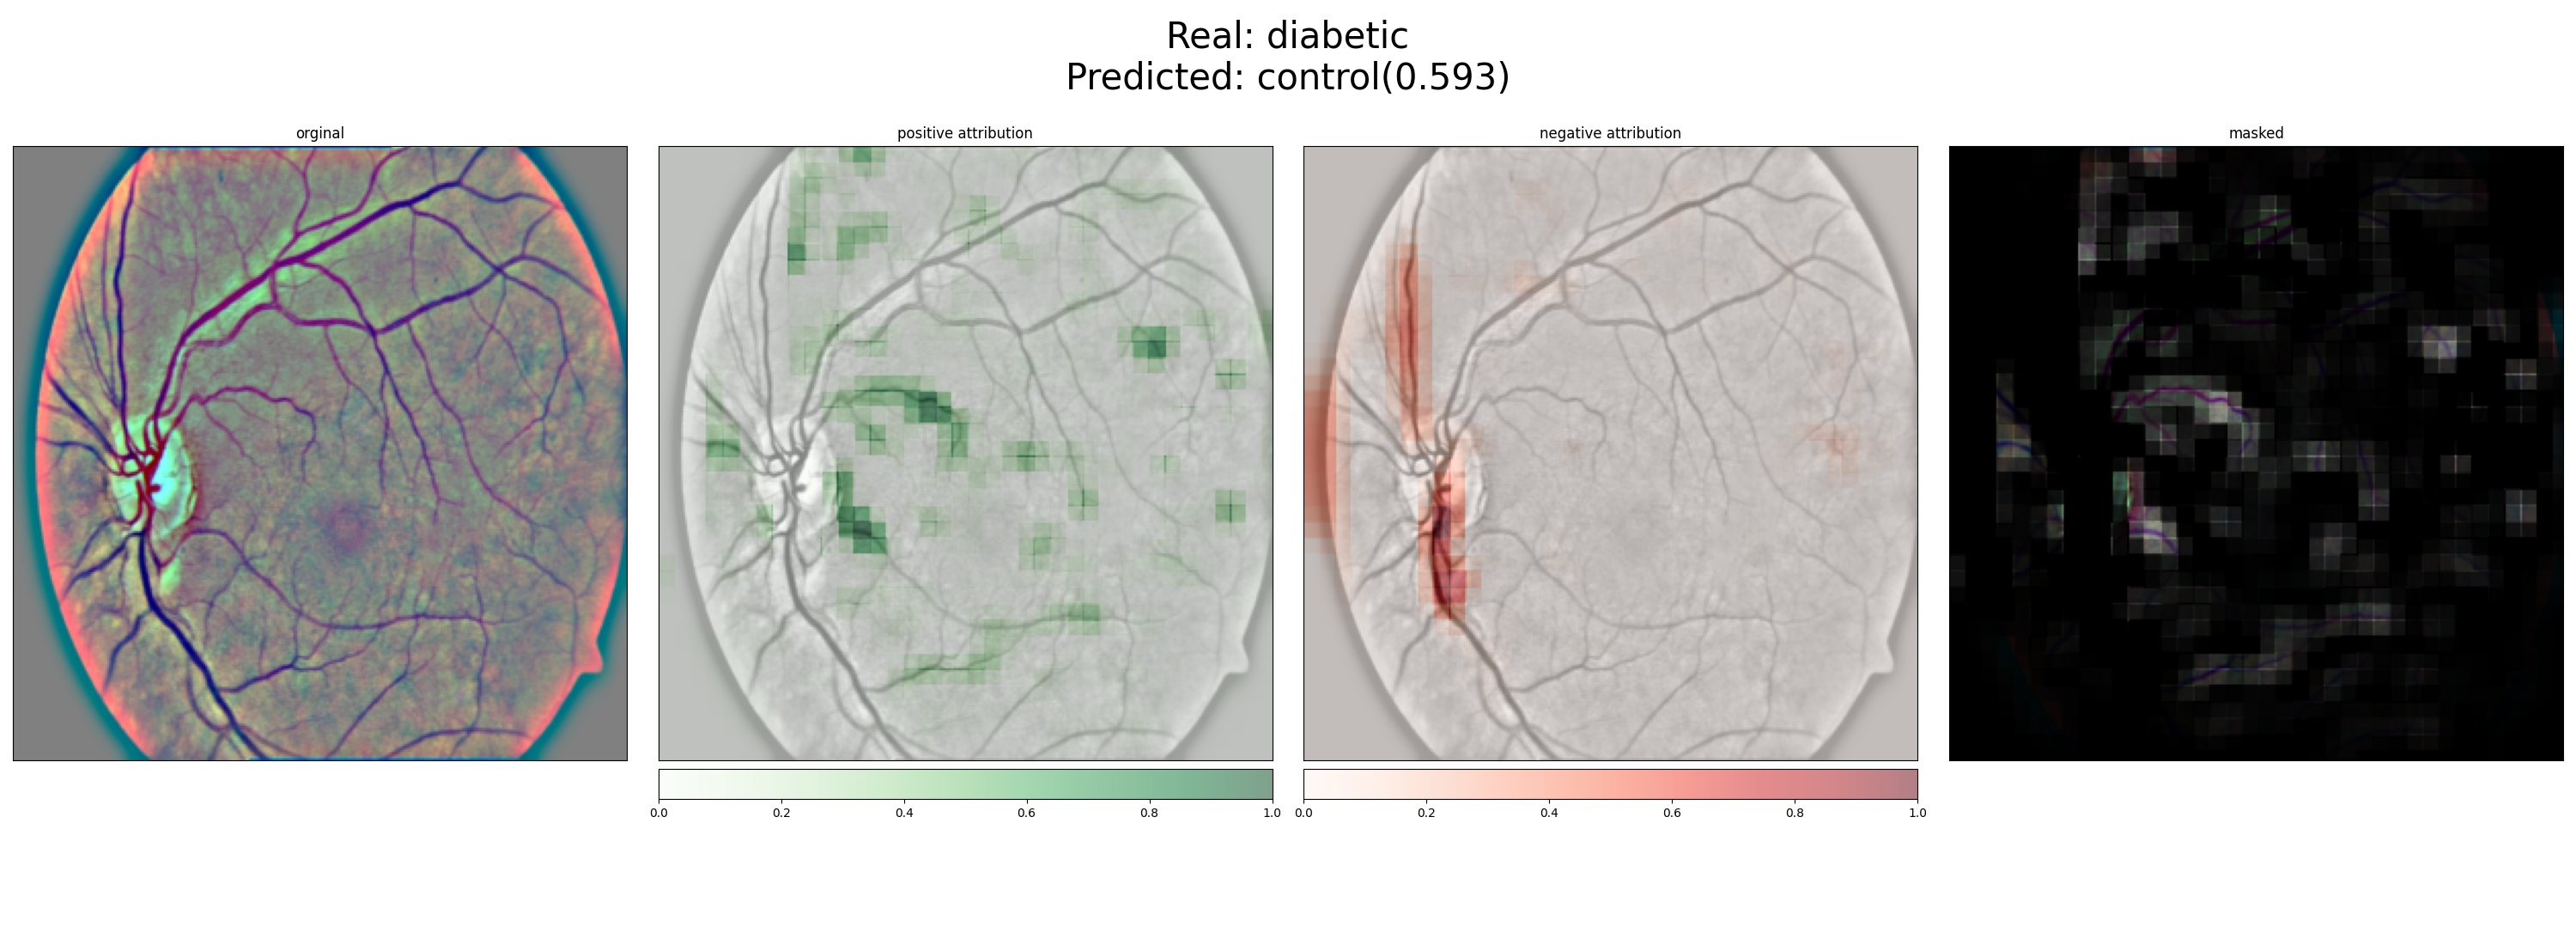 Real: diabetic
Predicted: control(0.593)
orginal
positive attribution
negative attribution
masked
0.0 0.2 0.4 0.6 0.8 1.0
0.0 0.2 0.4 0.6 0.8 1.0